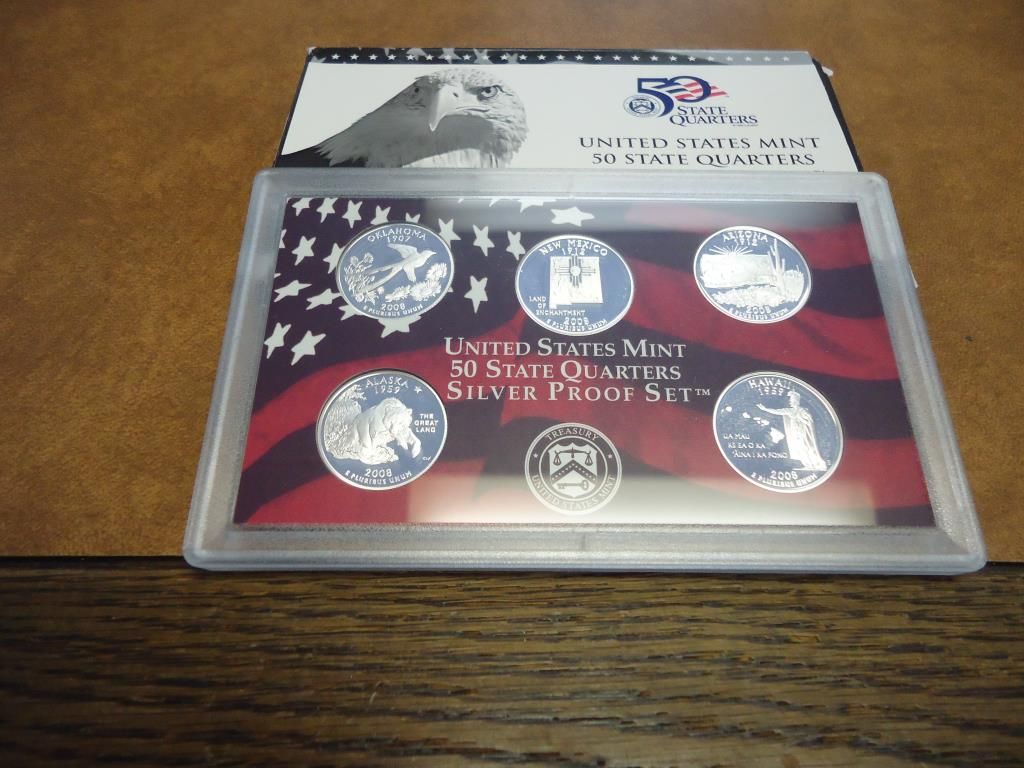 50
STATE
QUARTERS
UNITED STATES MINT
50 STATE QUARTERS
OKLAHOMA
1907
2008
E PLURIBUS UNUM
NEW MEXICO
1912
LAND
OF
ENCHANTMENT
2008
E PLURIBUS UNUM
ARIZONA
1912
2008
E PLURIBUS UNUM
UNITED STATES MINT
50 STATE QUARTERS
SILVER PROOF SET™
ALASKA
1959
THE
GREAT
LAND
2008
E PLURIBUS UNUM
TREASURY
UNITED STATES MINT
HAWAII
1959
UA MAU
KE EA O KA
'ĀINA I KA PONO
2008
E PLURIBUS UNUM